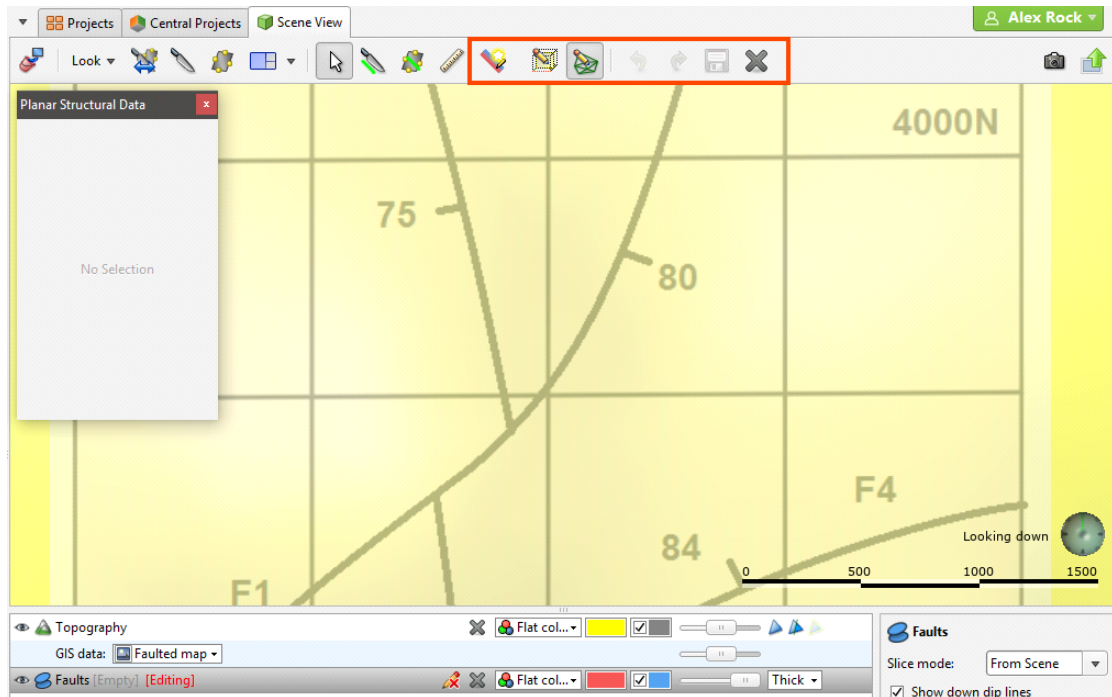 Projects Central Projects Scene View Alex Rock
Look
Planar Structural Data x
4000N
75
No Selection
80
F4
Looking down
84
0 500 1000 1500
F1
Topography Flat col...
Faults
GIS data: Faulted map
Slice mode: From Scene
Faults [Empty] [Editing] Flat col... Thick
Show down dip lines